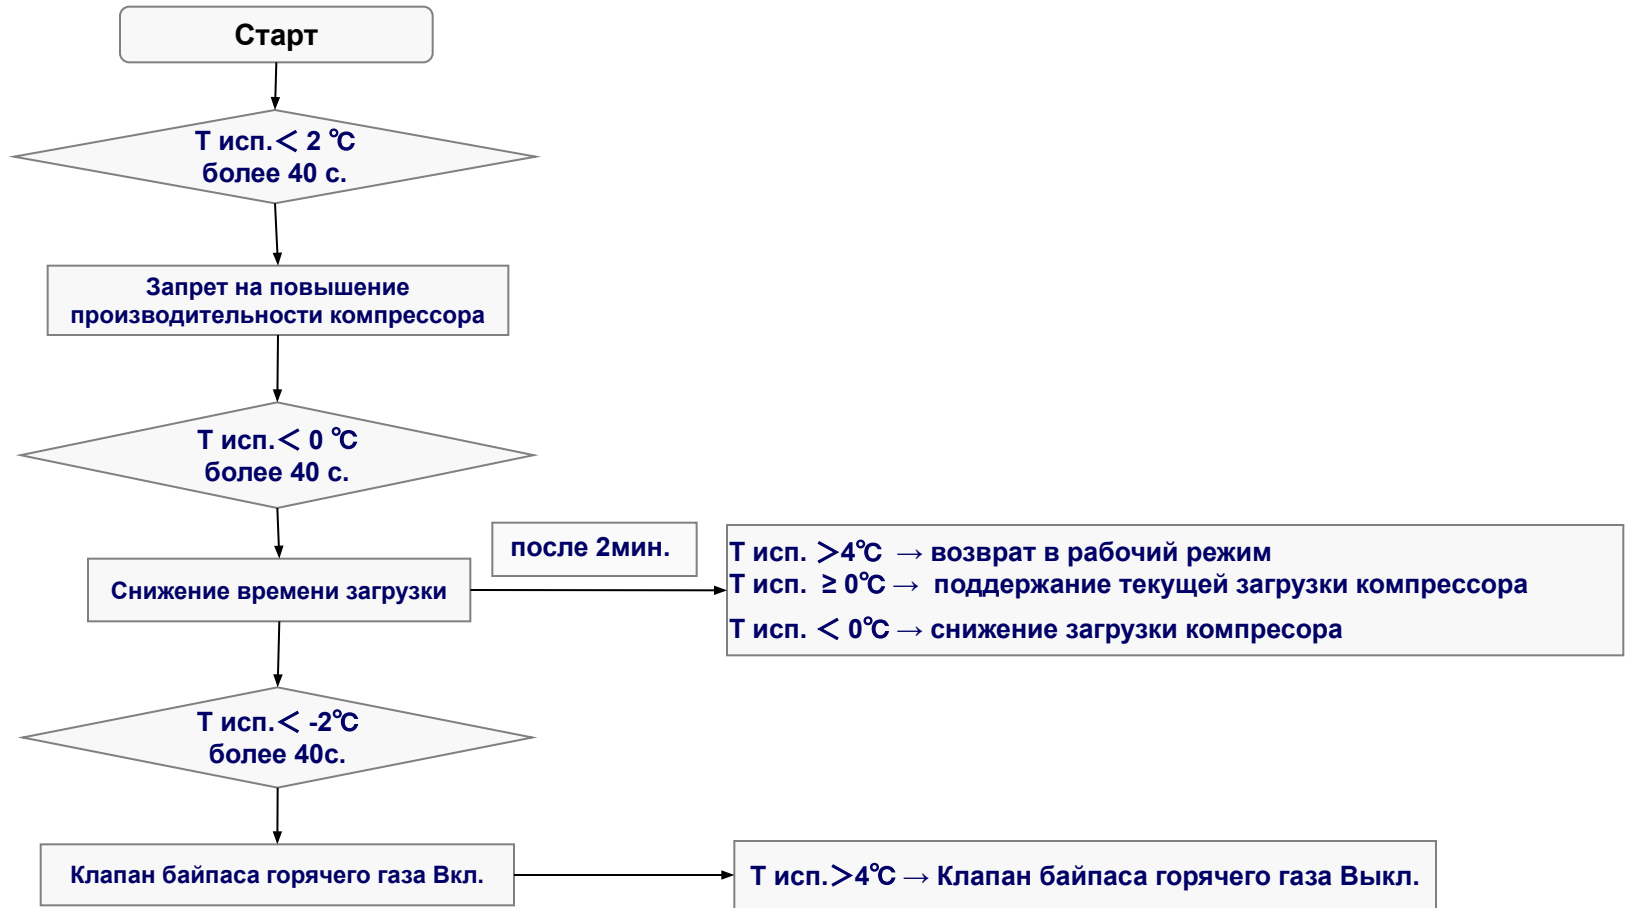 Старт
Т исп.＜ 2 ℃
более 40 с.
Запрет на повышение
производительности компрессора
Т исп.＜ 0 ℃
более 40 с.
Снижение времени загрузки
после 2мин.
Т исп. ＞4℃ → возврат в рабочий режим
Т исп. ≥ 0℃ → поддержание текущей загрузки компрессора
Т исп. ＜ 0℃ → снижение загрузки компресора
Т исп.＜ -2℃
более 40с.
Клапан байпаса горячего газа Вкл.
Т исп.＞4℃ → Клапан байпаса горячего газа Выкл.